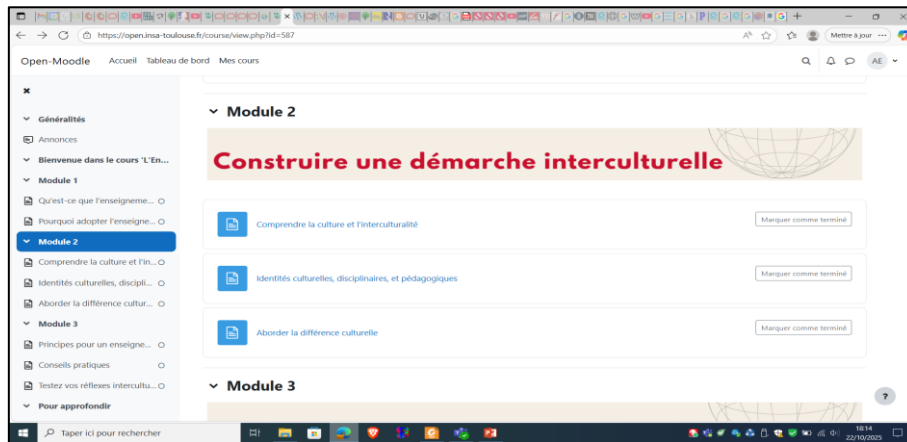 https://open.insa-toulouse.fr/course/view.php?id=587
Mettre à jour
Open-Moodle Accueil Tableau de bord Mes cours
AE
Généralités
Annonces
Bienvenue dans le cours 'L'En...
Module 1
Qu'est-ce que l'enseigneme...
Pourquoi adopter l'enseigne...
Module 2
Comprendre la culture et l'in...
Identités culturelles, discipli...
Aborder la différence cultur...
Module 3
Principes pour un enseigne...
Conseils pratiques
Testez vos réflexes intercultu...
Pour approfondir
Module 2
Construire une démarche interculturelle
Comprendre la culture et l'interculturalité
Marquer comme terminé
Identités culturelles, disciplinaires, et pédagogiques
Marquer comme terminé
Aborder la différence culturelle
Marquer comme terminé
Module 3
?
Taper ici pour rechercher
18:14
22/10/2025